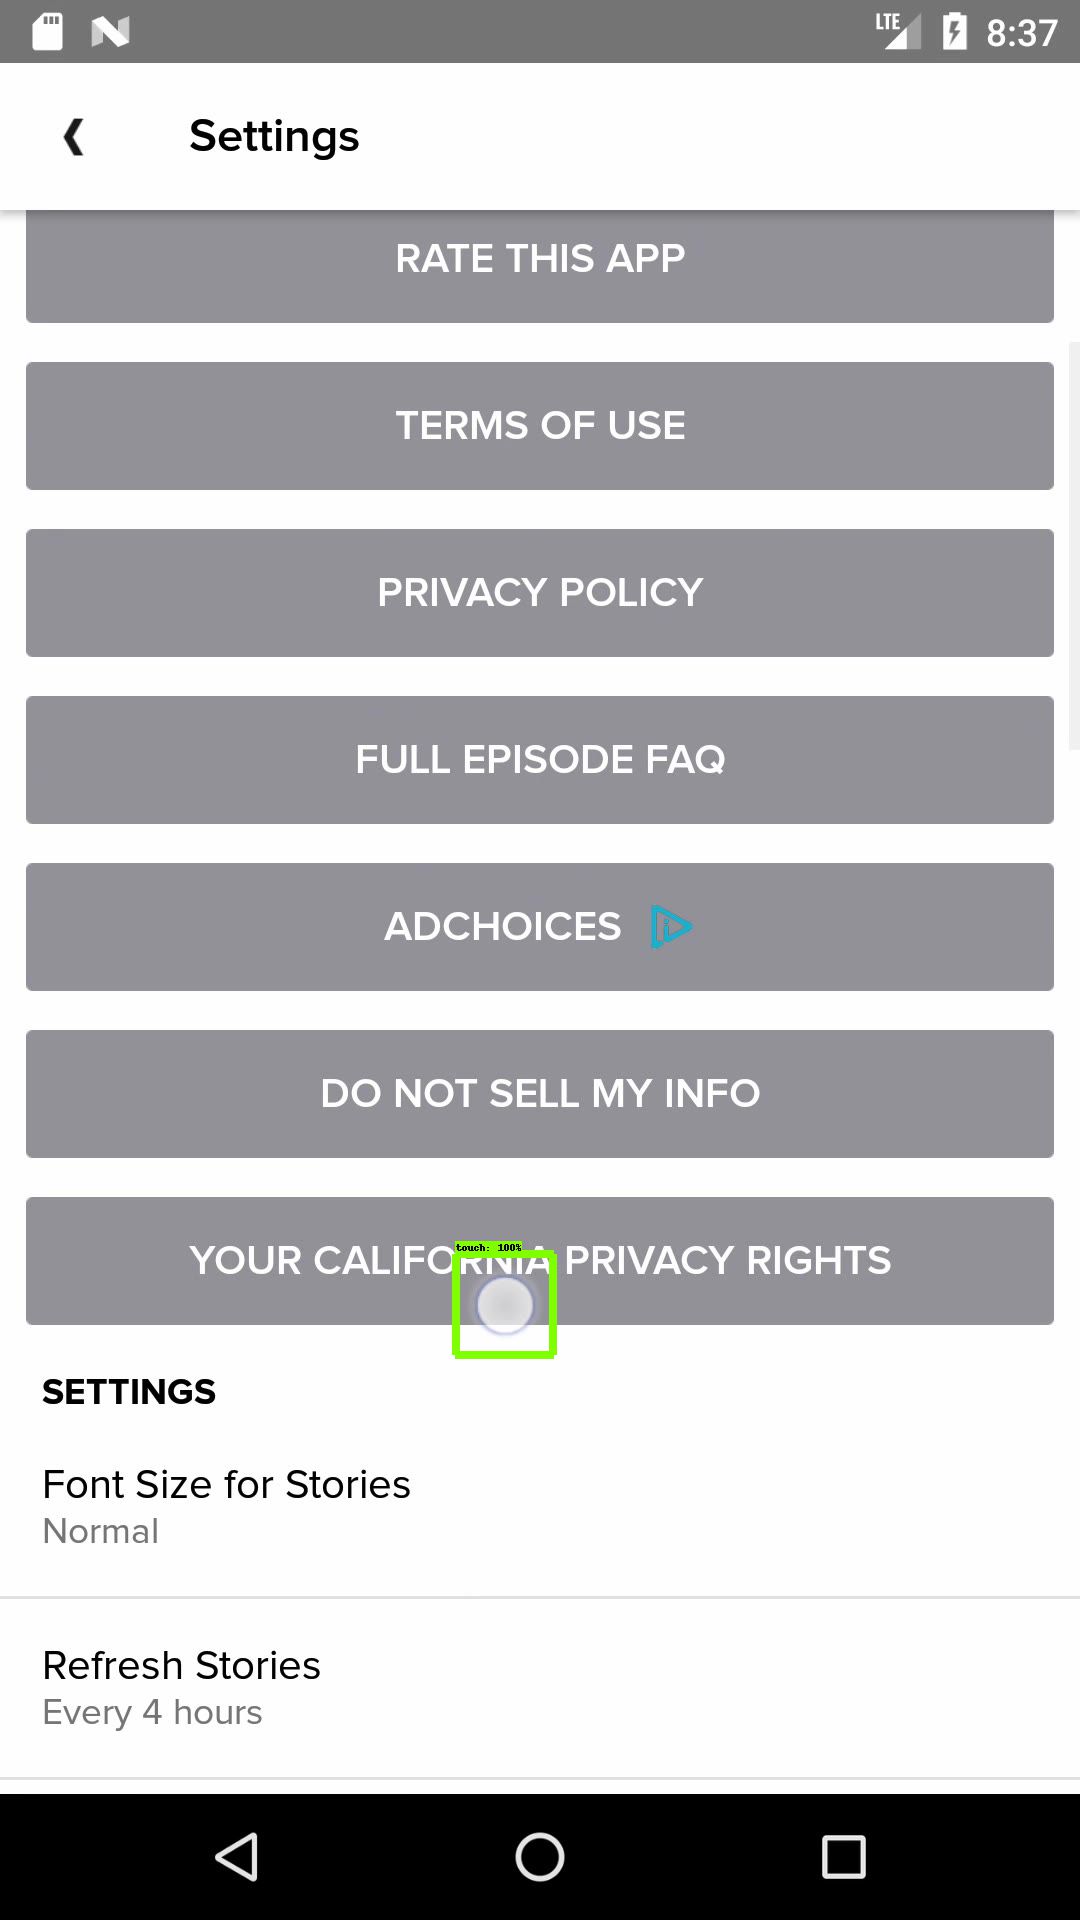 LTE 8:37
Settings
RATE THIS APP
TERMS OF USE
PRIVACY POLICY
FULL EPISODE FAQ
ADCHOICES
DO NOT SELL MY INFO
YOUR CALIFORNIA PRIVACY RIGHTS
touch: 100%
SETTINGS
Font Size for Stories
Normal
Refresh Stories
Every 4 hours